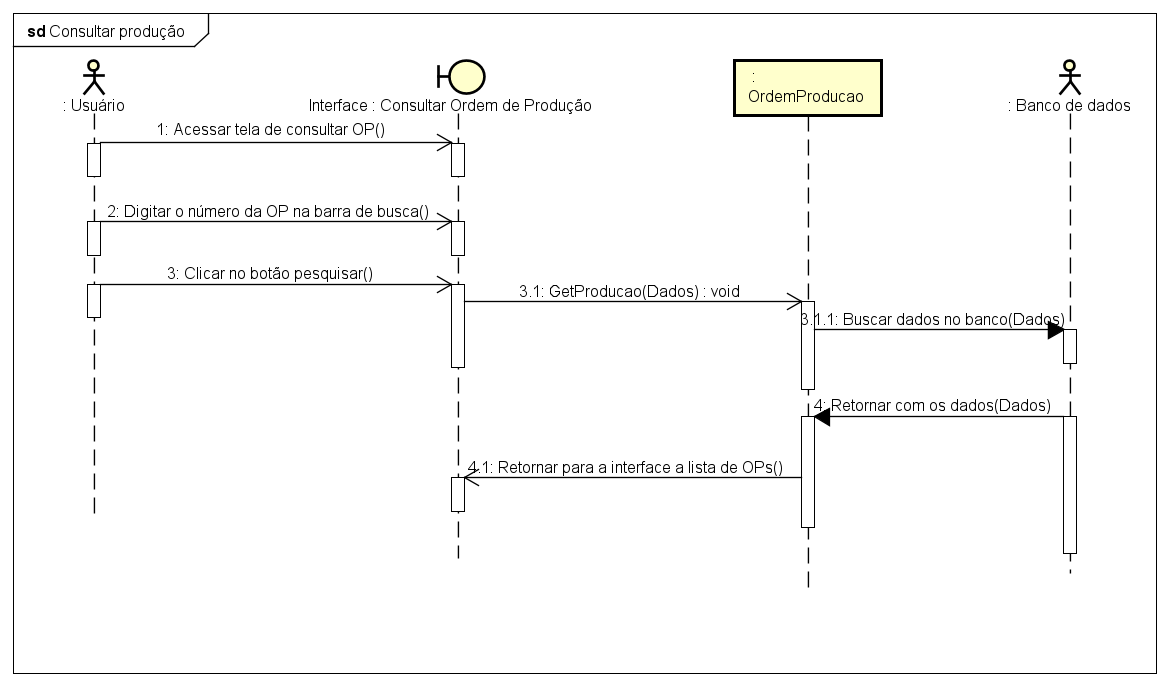 sd Consultar produção
: Usuário
Interface : Consultar Ordem de Produção
:
OrdemProducao
: Banco de dados
1: Acessar tela de consultar OP()
2: Digitar o número da OP na barra de busca()
3: Clicar no botão pesquisar()
3.1: GetProducao(Dados) : void
3.1.1: Buscar dados no banco(Dados)
4: Retornar com os dados(Dados)
4.1: Retornar para a interface a lista de OPs()